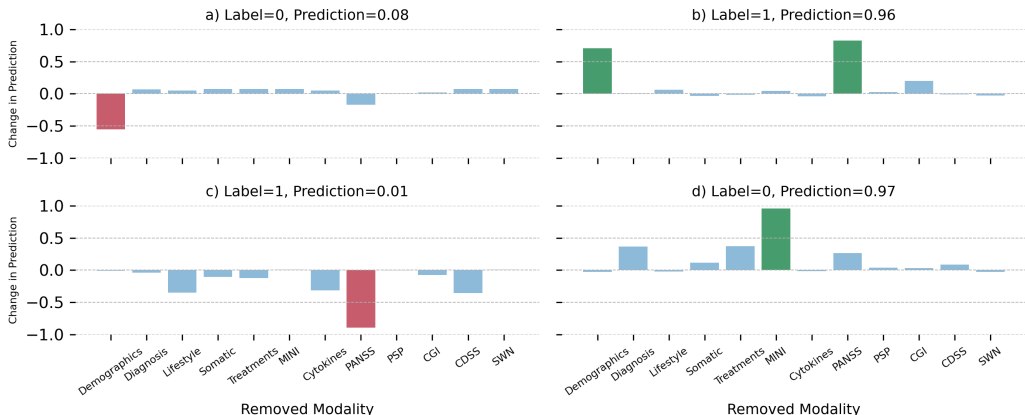 a) Label=0, Prediction=0.08
b) Label=1, Prediction=0.96
Change in Prediction
1.0
0.5
0.0
−0.5
−1.0
c) Label=1, Prediction=0.01
d) Label=0, Prediction=0.97
Change in Prediction
1.0
0.5
0.0
−0.5
−1.0
Demographics
Diagnosis
Lifestyle
Somatic
Treatments
MINI
Cytokines
PANSS
PSP
CGI
CDSS
SWN
Demographics
Diagnosis
Lifestyle
Somatic
Treatments
MINI
Cytokines
PANSS
PSP
CGI
CDSS
SWN
Removed Modality
Removed Modality